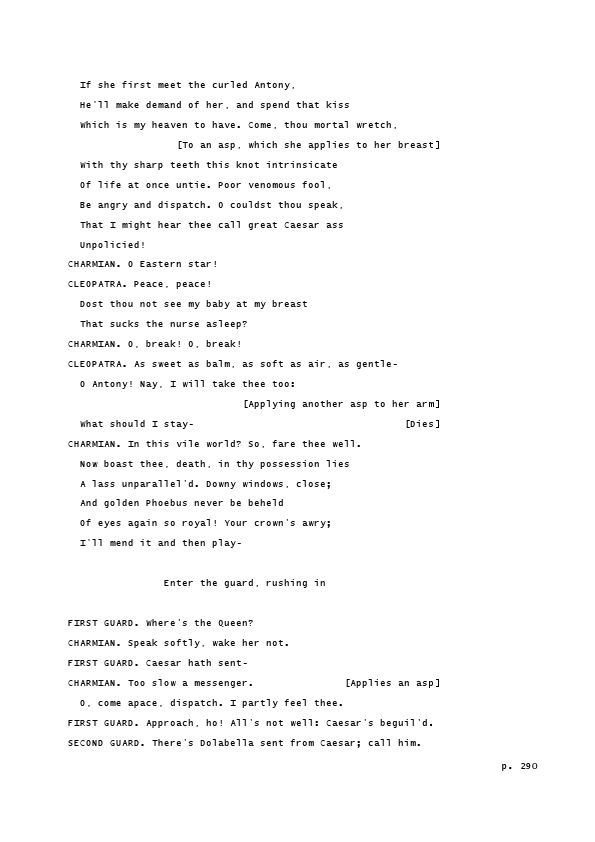 If she first meet the curled Antony,
He'll make demand of her, and spend that kiss
Which is my heaven to have. Come, thou mortal wretch,
[To an asp, which she applies to her breast]
With thy sharp teeth this knot intrinsicate
Of life at once untie. Poor venomous fool,
Be angry and dispatch. O couldst thou speak,
That I might hear thee call great Caesar ass
Unpolicied!
CHARMIAN. O Eastern star!
CLEOPATRA. Peace, peace!
Dost thou not see my baby at my breast
That sucks the nurse asleep?
CHARMIAN. O, break! O, break!
CLEOPATRA. As sweet as balm, as soft as air, as gentle-
O Antony! Nay, I will take thee too:
[Applying another asp to her arm]
What should I stay- [Dies]
CHARMIAN. In this vile world? So, fare thee well.
Now boast thee, death, in thy possession lies
A lass unparallel'd. Downy windows, close;
And golden Phoebus never be beheld
Of eyes again so royal! Your crown's awry;
I'll mend it and then play-
Enter the guard, rushing in
FIRST GUARD. Where's the Queen?
CHARMIAN. Speak softly, wake her not.
FIRST GUARD. Caesar hath sent-
CHARMIAN. Too slow a messenger. [Applies an asp]
O, come apace, dispatch. I partly feel thee.
FIRST GUARD. Approach, ho! All's not well: Caesar's beguil'd.
SECOND GUARD. There's Dolabella sent from Caesar; call him.
p. 290